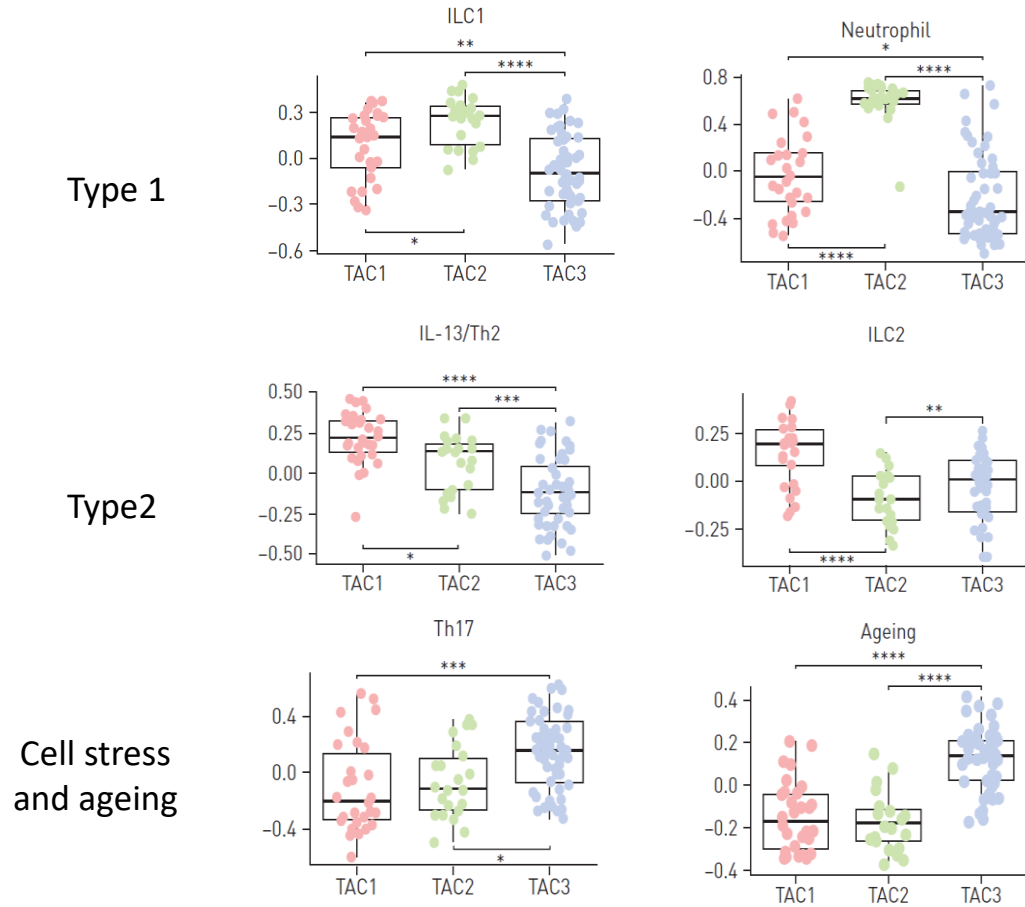 Type 1
ILC1
**
****
0.3
0.0
−0.3
−0.6
*
TAC1 TAC2 TAC3
Neutrophil
*
****
0.8
0.4
0.0
−0.4
****
TAC1 TAC2 TAC3
Type2
IL-13/Th2
****
***
0.50
0.25
0.00
−0.25
−0.50
*
TAC1 TAC2 TAC3
ILC2
**
0.25
0.00
−0.25
****
TAC1 TAC2 TAC3
Cell stress
and ageing
Th17
***
0.4
0.0
−0.4
*
TAC1 TAC2 TAC3
Ageing
****
****
0.4
0.2
0.0
−0.2
−0.4
TAC1 TAC2 TAC3